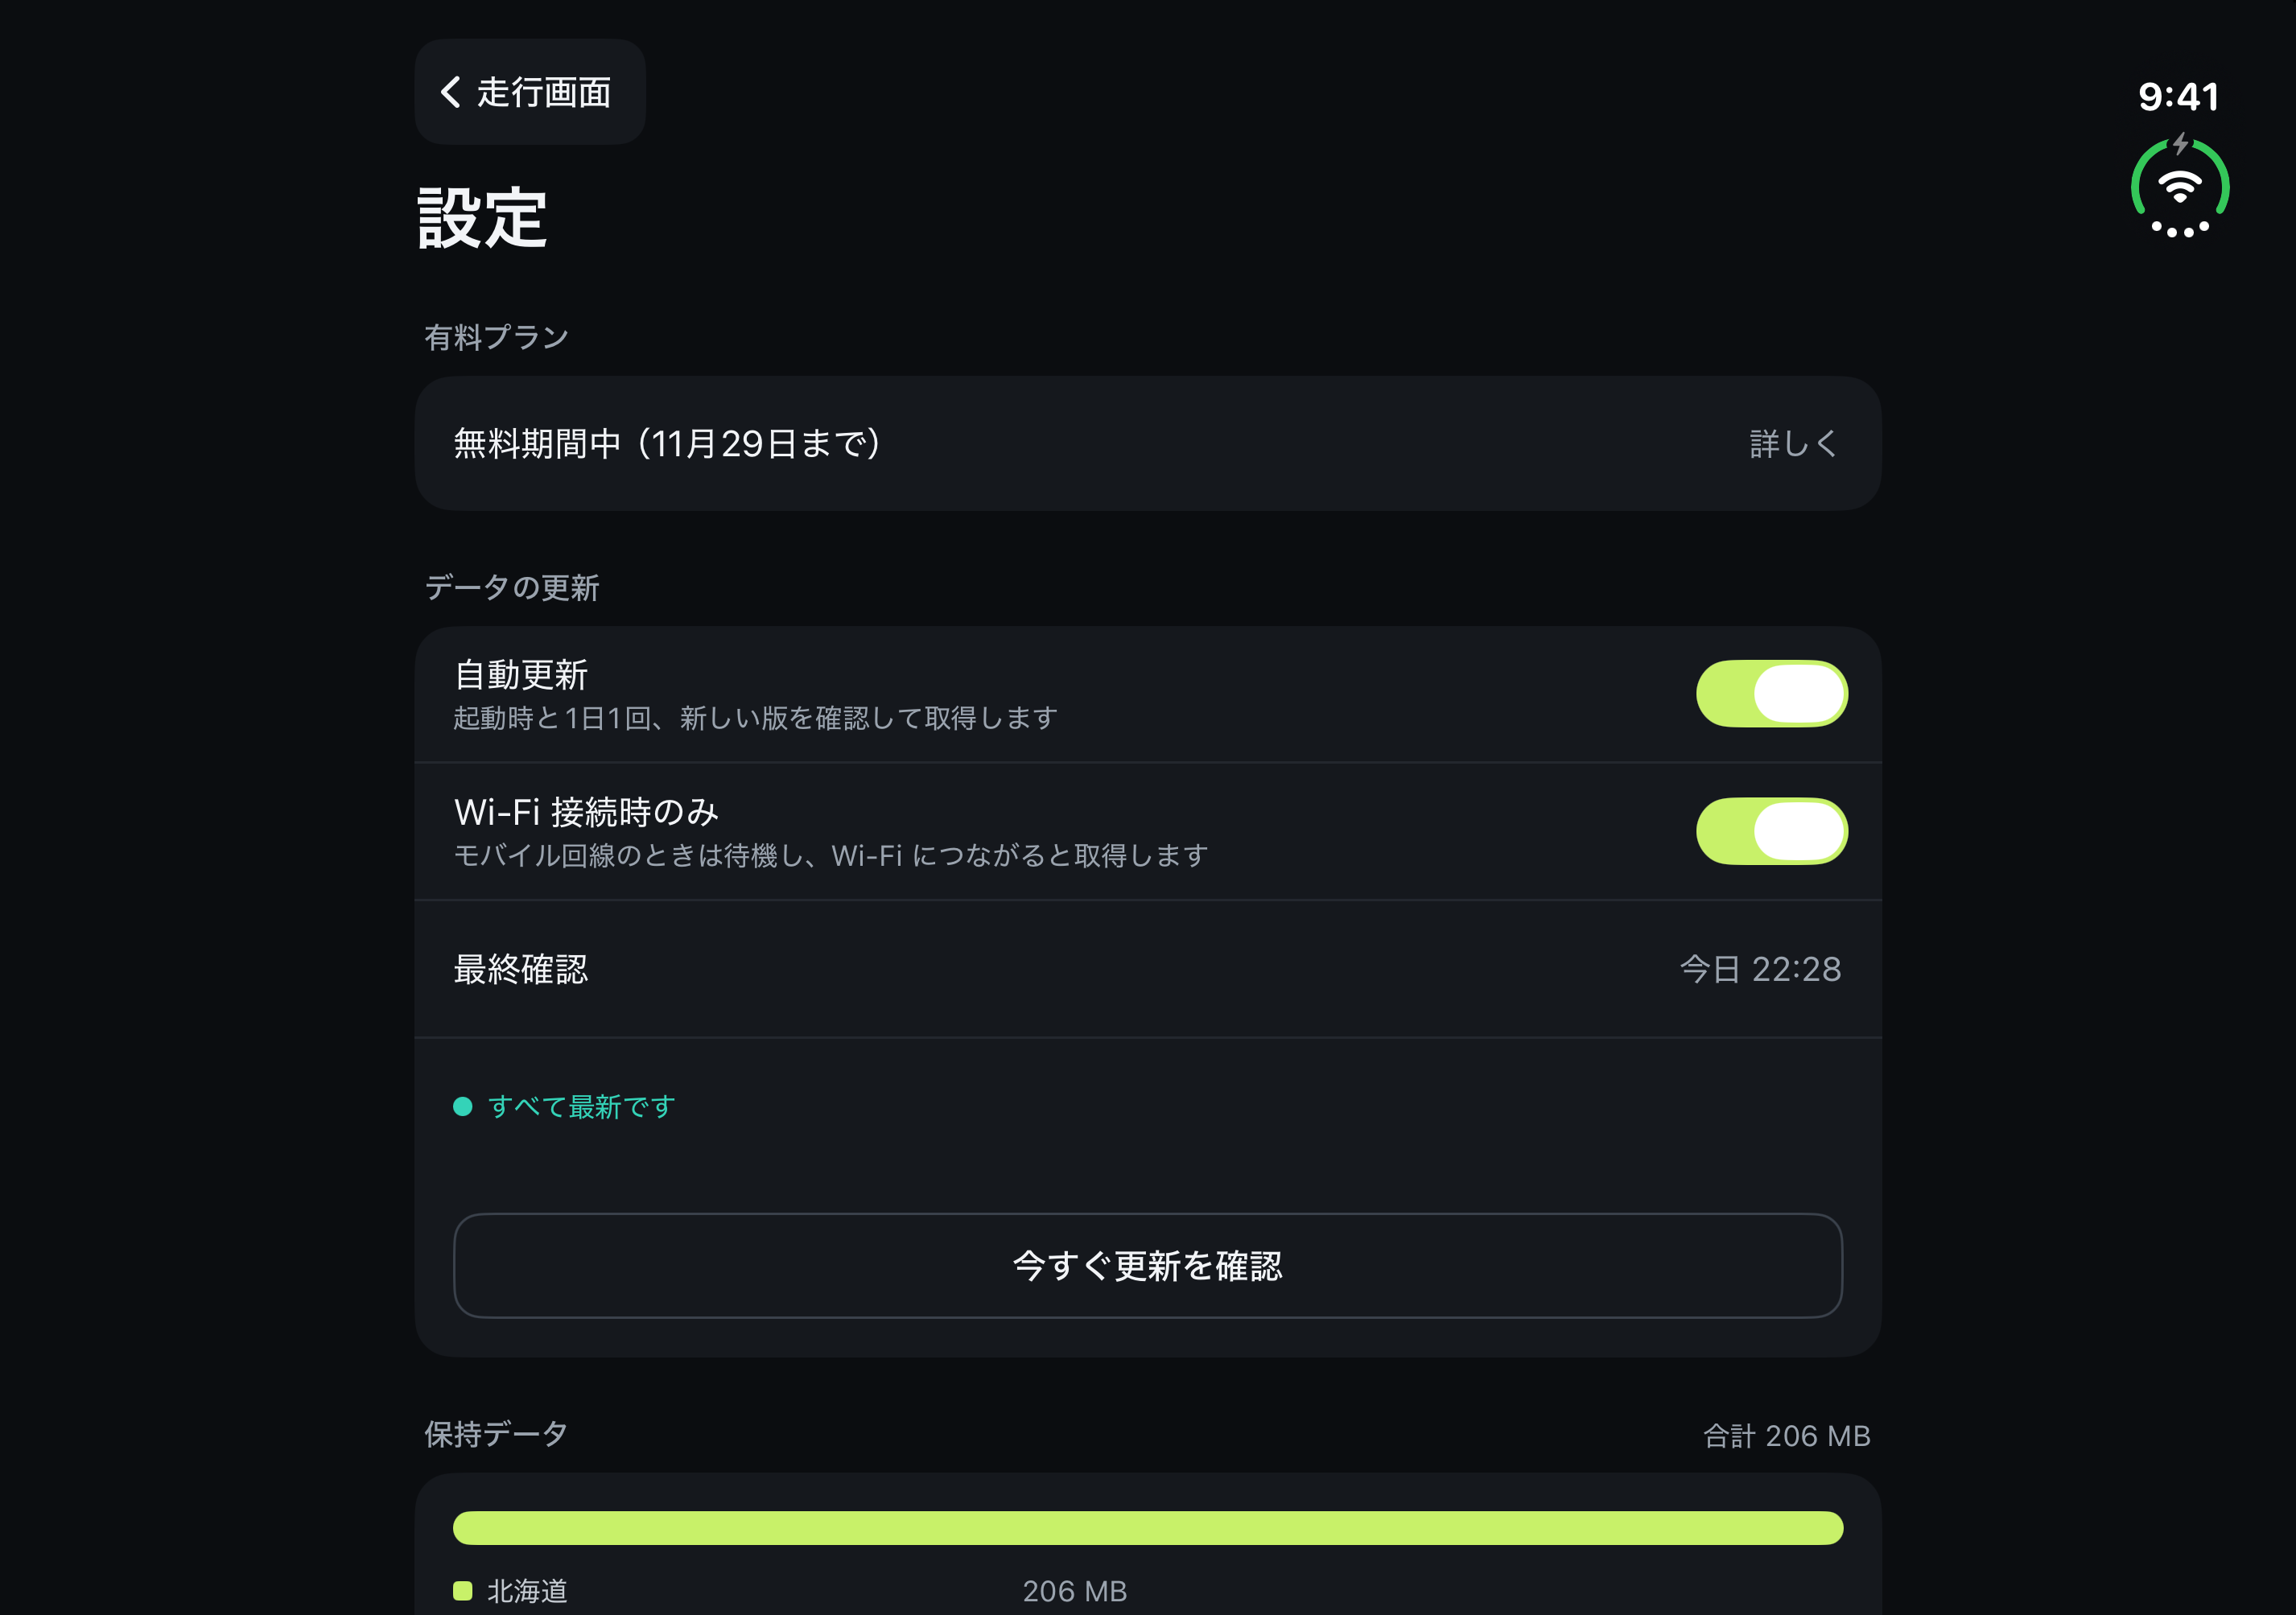 走行画面
9:41
設定
有料プラン
無料期間中（11月29日まで） 詳しく
データの更新
自動更新
起動時と1日1回、新しい版を確認して取得します
Wi-Fi 接続時のみ
モバイル回線のときは待機し、Wi-Fi につながると取得します
最終確認 今日 22:28
すべて最新です
今すぐ更新を確認
保持データ 合計 206 MB
北海道 206 MB